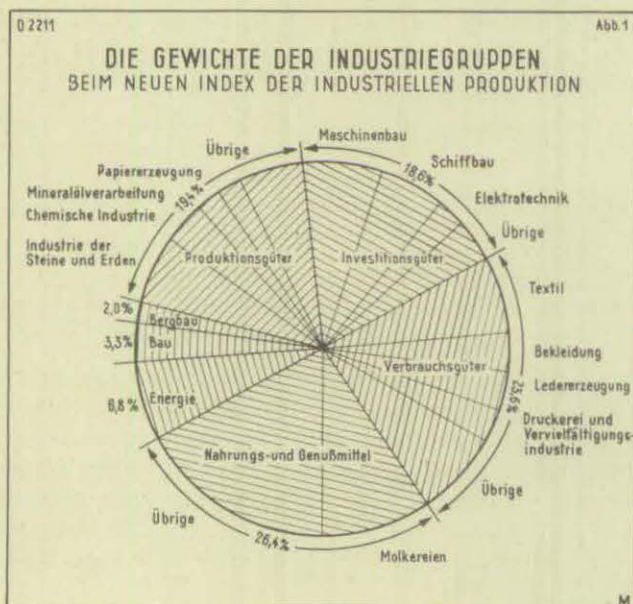 D 2211
Abb.1
DIE GEWICHTE DER INDUSTRIEGRUPPEN
BEIM NEUEN INDEX DER INDUSTRIELLEN PRODUKTION
Maschinenbau
18,6%
Schiffbau
Elektrotechnik
Übrige
Investitionsgüter
Textil
Bekleidung
Ledererzeugung
Druckerei und
Vervielfältigungs-
industrie
Übrige
23,6%
Verbrauchsgüter
Molkereien
26,4%
Übrige
Nahrungs-und Genußmittel
6,8%
Energie
3,3%
Bau
2,0%
Bergbau
Industrie der
Steine und Erden
Chemische Industrie
Mineralölverarbeitung
Papiererzeugung
Übrige
19,4%
Produktionsgüter
M